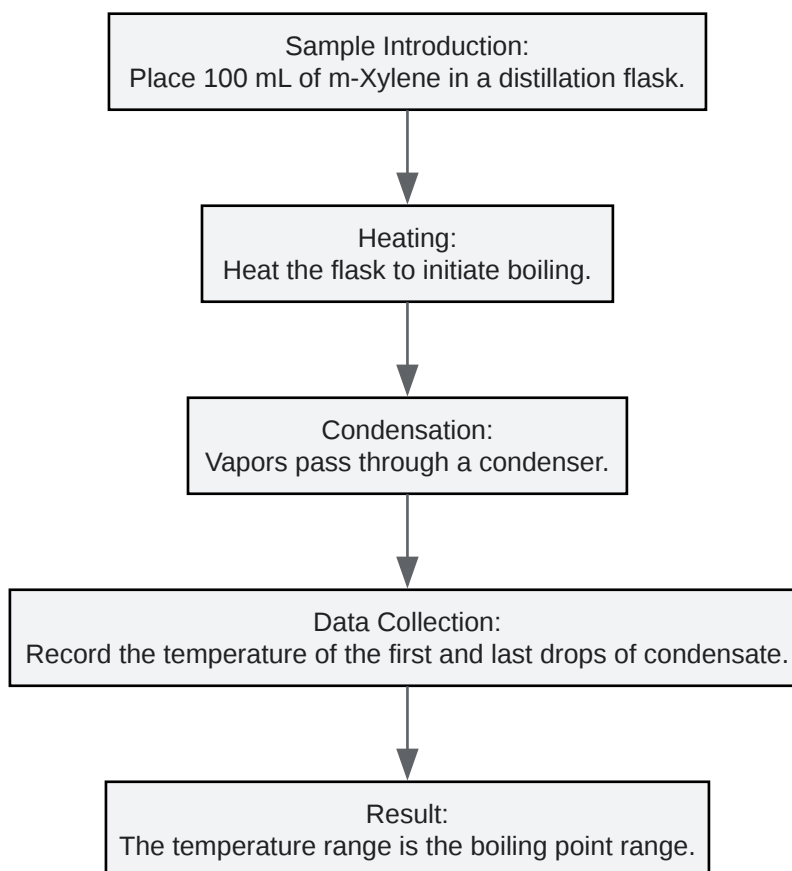 Sample Introduction:
Place 100 mL of m-Xylene in a distillation flask.
Heating:
Heat the flask to initiate boiling.
Condensation:
Vapors pass through a condenser.
Data Collection:
Record the temperature of the first and last drops of condensate.
Result:
The temperature range is the boiling point range.